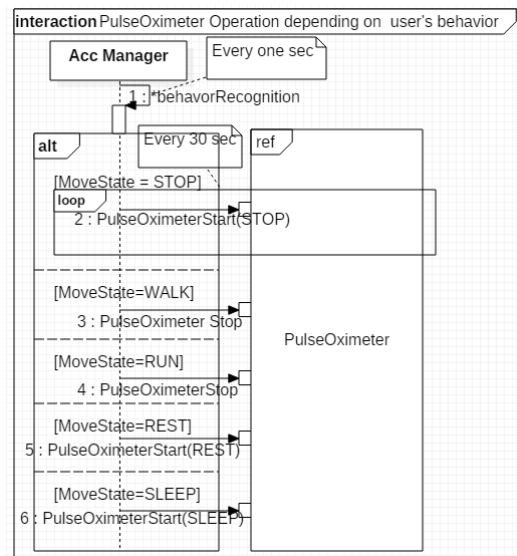 interaction PulseOximeter Operation depending on user's behavior
Acc Manager
Every one sec
1 : *behavorRecognition
alt
Every 30 sec
ref
[MoveState = STOP]
loop
2 : PulseOximeterStart(STOP)
[MoveState=WALK]
3 : PulseOximeter Stop
PulseOximeter
[MoveState=RUN]
4 : PulseOximeterStop
[MoveState=REST]
5 : PulseOximeterStart(REST)
[MoveState=SLEEP]
6 : PulseOximeterStart(SLEEP)